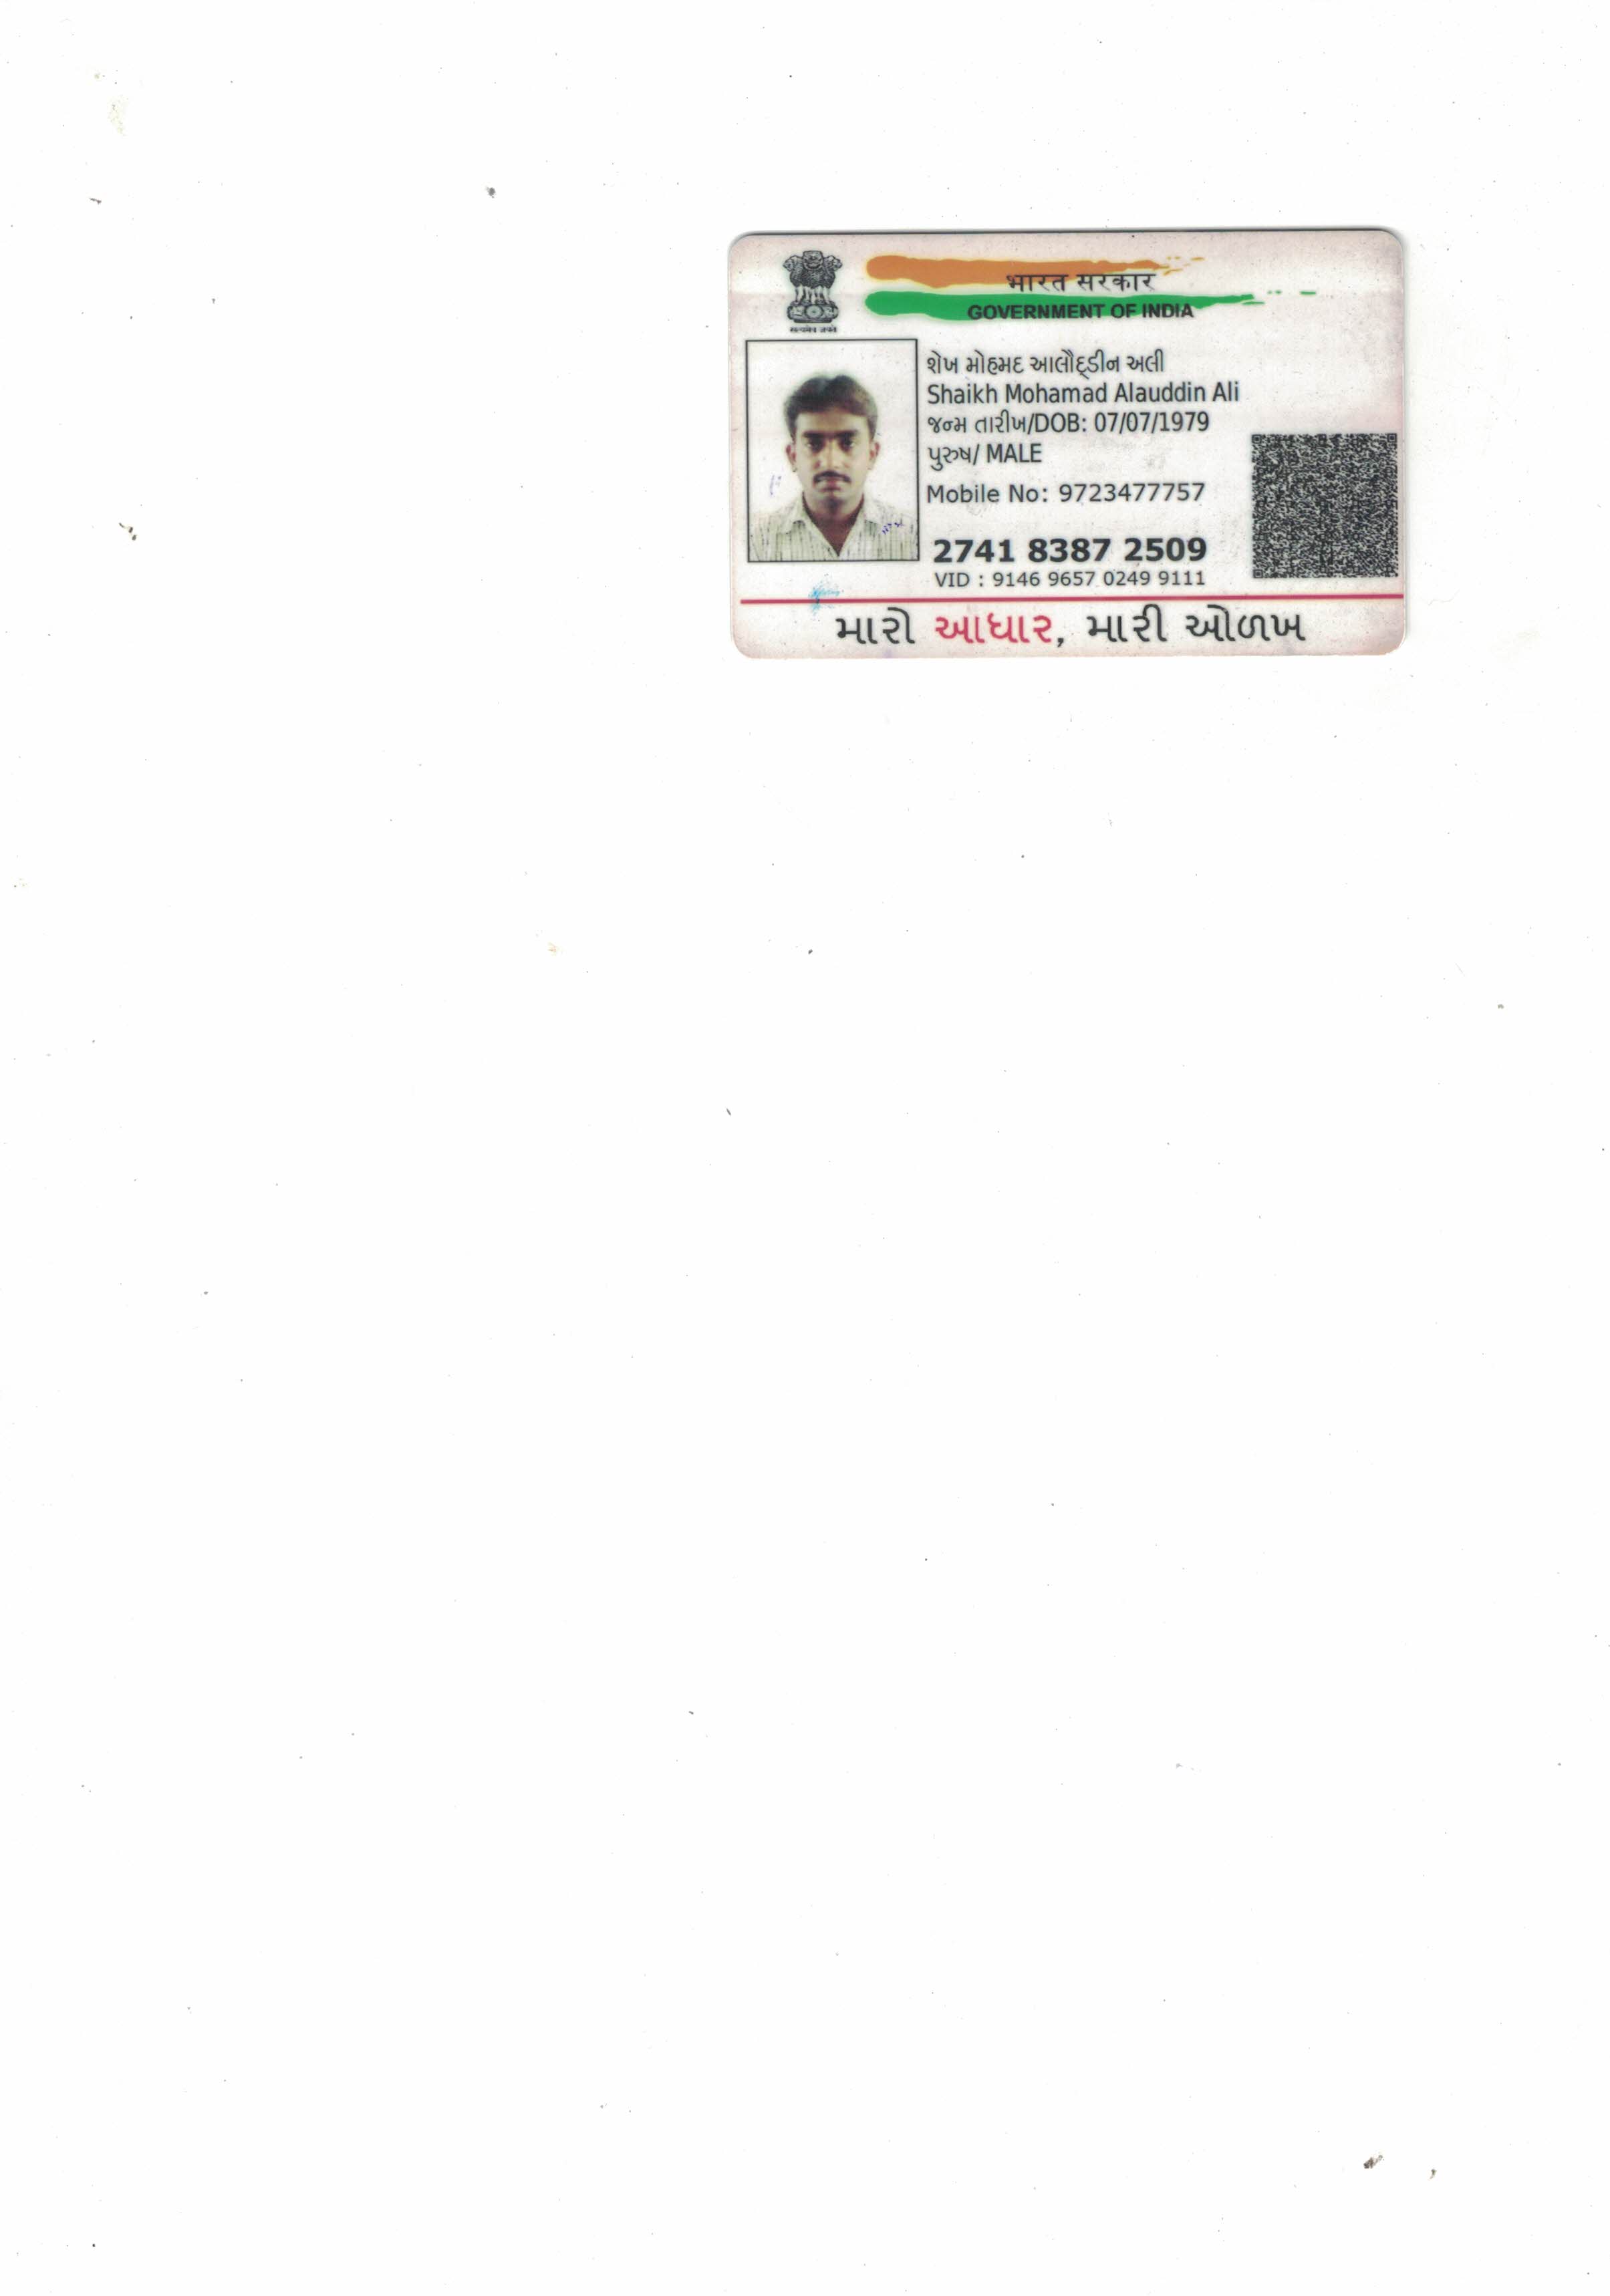 भारत सरकार
GOVERNMENT OF INDIA
सत्यमेव जयते
શેખ મોહમદ આલૌદ્ડીન અલી
Shaikh Mohamad Alauddin Ali
જન્મ તારીખ/DOB: 07/07/1979
પુરુષ/ MALE
Mobile No: 9723477757
2741 8387 2509
VID : 9146 9657 0249 9111
મારો આધાર, મારી ઓળખ